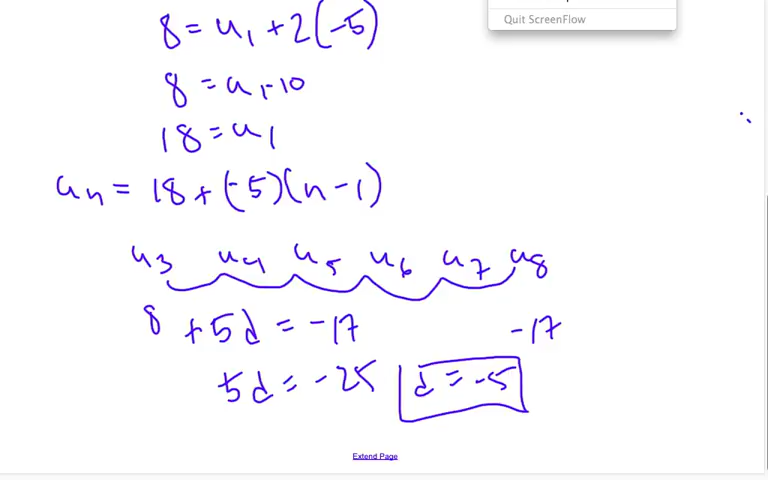 Quit ScreenFlow
8 = u₁ + 2(-5)
8 = u₁ - 10
18 = u₁
uₙ = 18 + (-5)(n - 1)
u₃ u₄ u₅ u₆ u₇ u₈
8 + 5d = -17 -17
5d = -25 d = -5
Extend Page